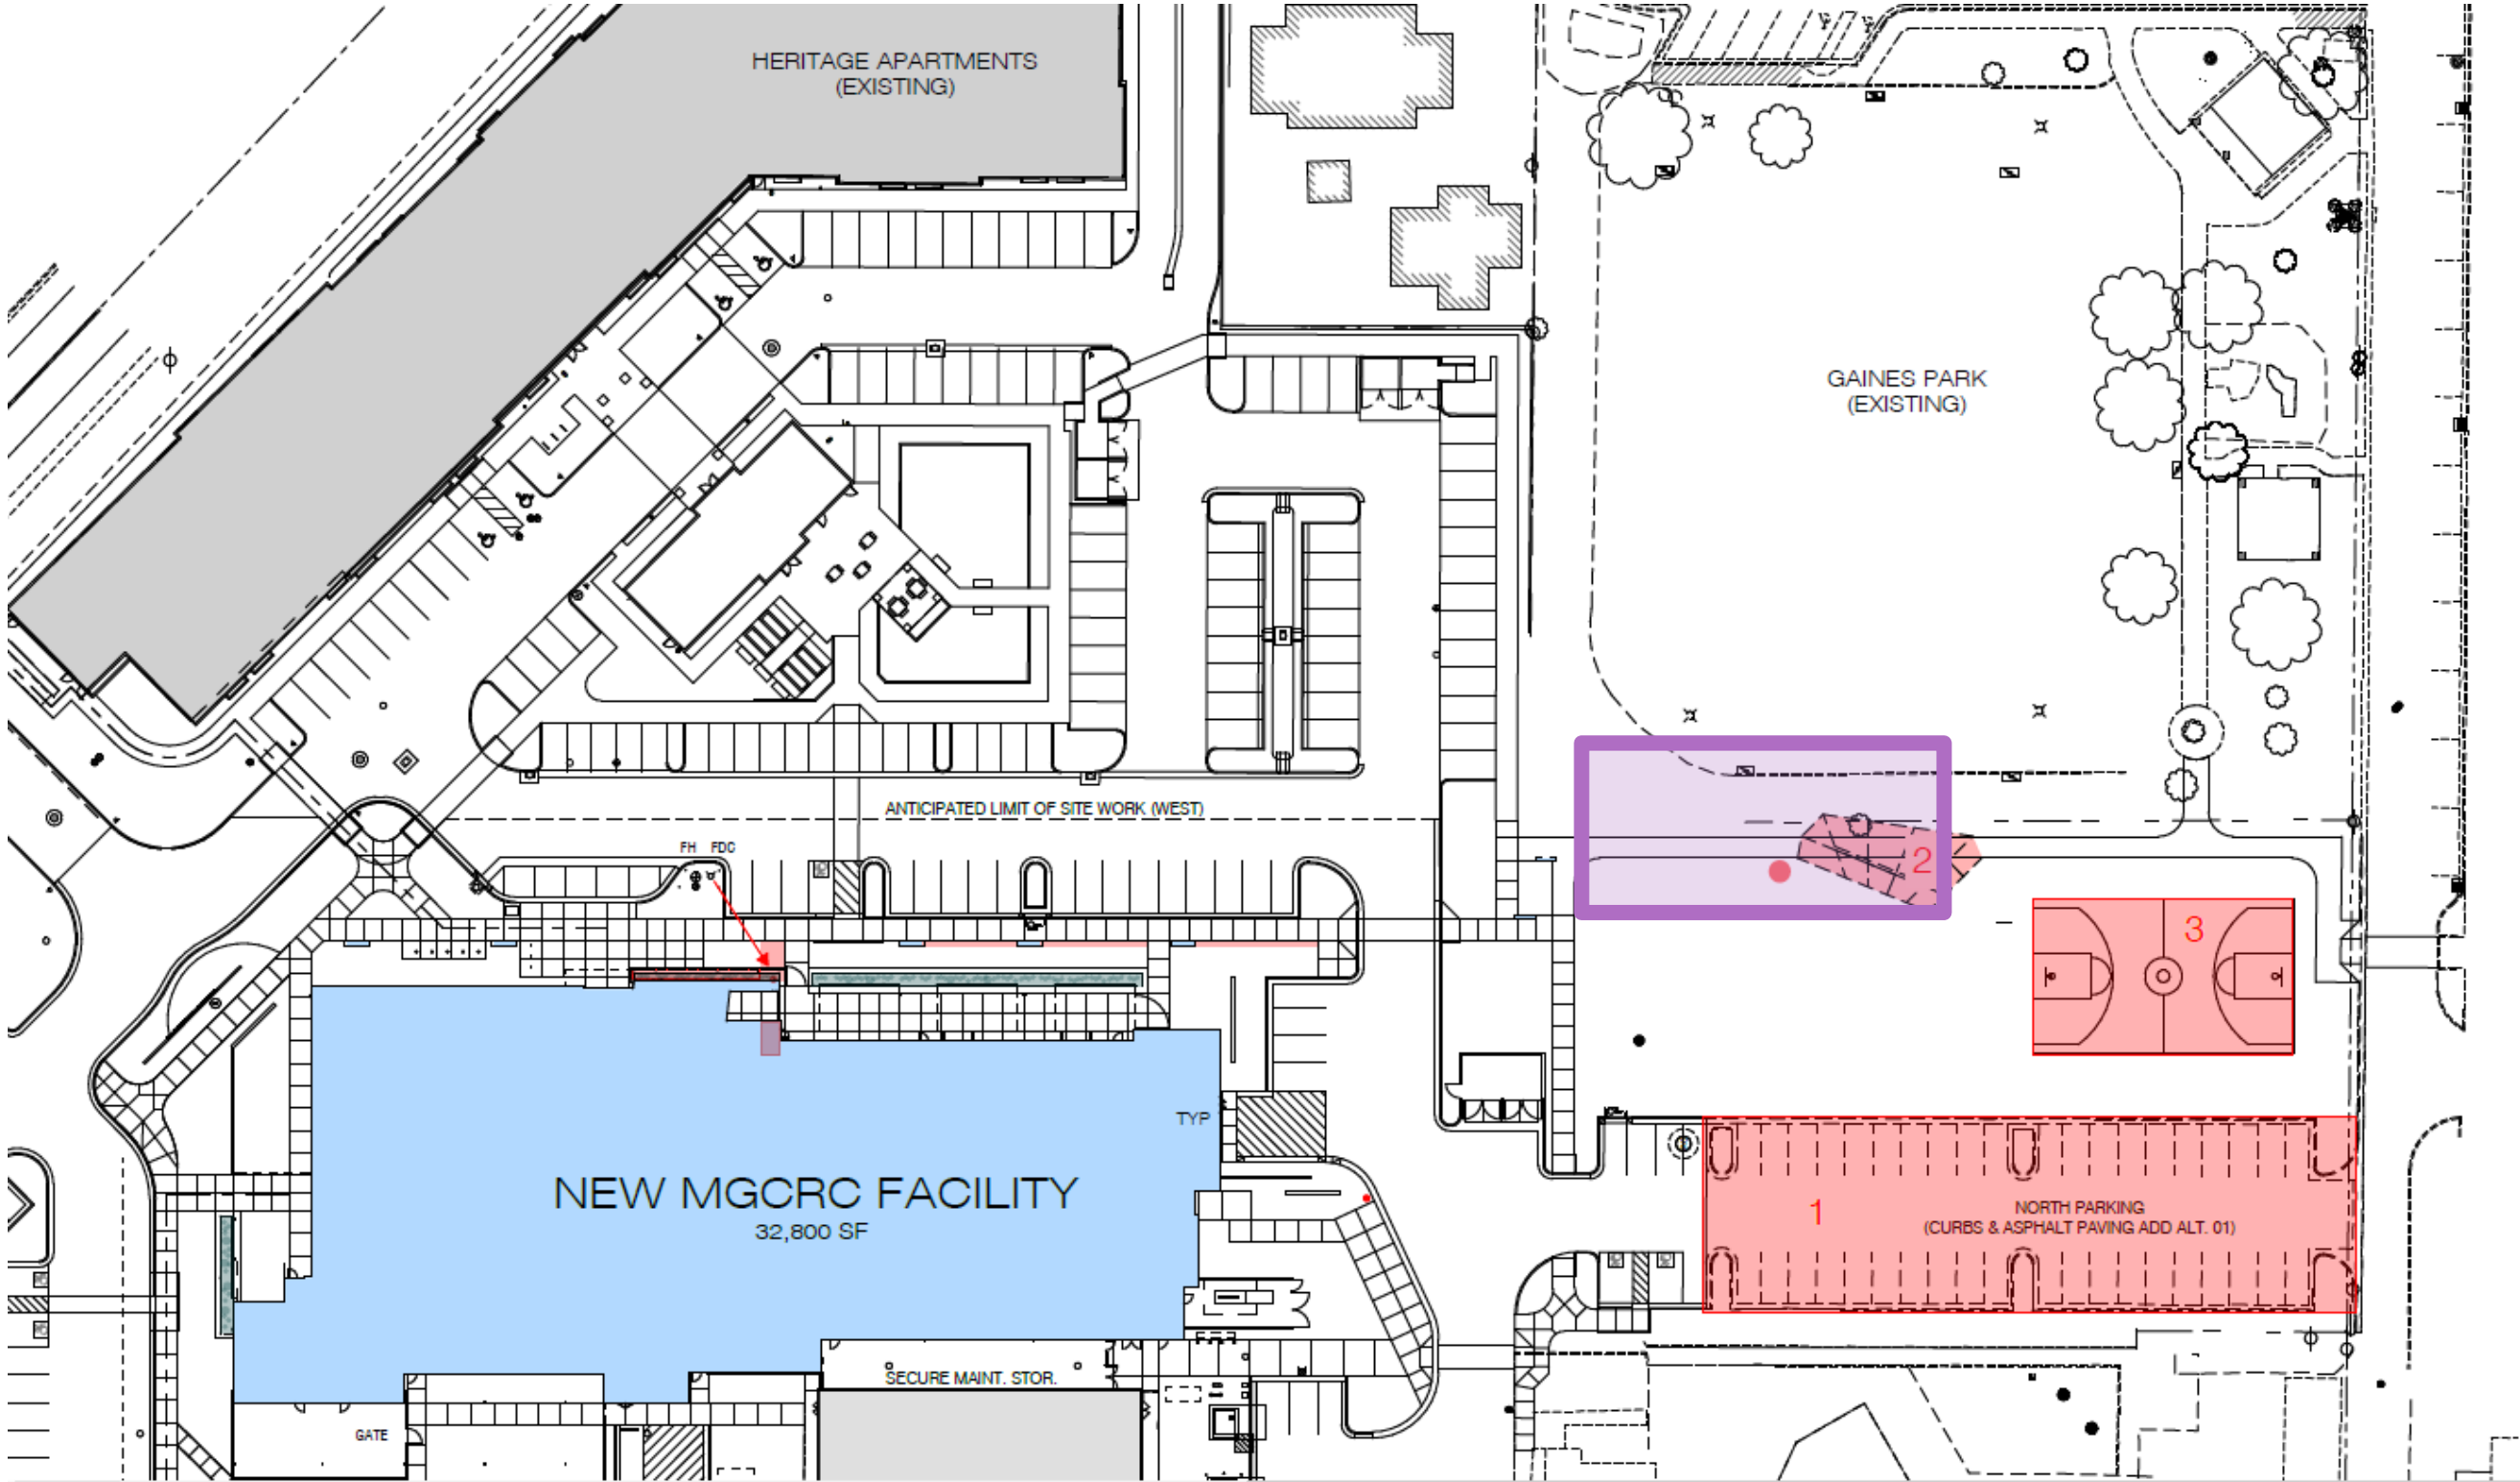 HERITAGE APARTMENTS
(EXISTING)
GAINES PARK
(EXISTING)
ANTICIPATED LIMIT OF SITE WORK (WEST)
FH FDC
2
3
TYP
NEW MGCRC FACILITY
32,800 SF
1
NORTH PARKING
(CURBS & ASPHALT PAVING ADD ALT. 01)
SECURE MAINT. STOR.
GATE